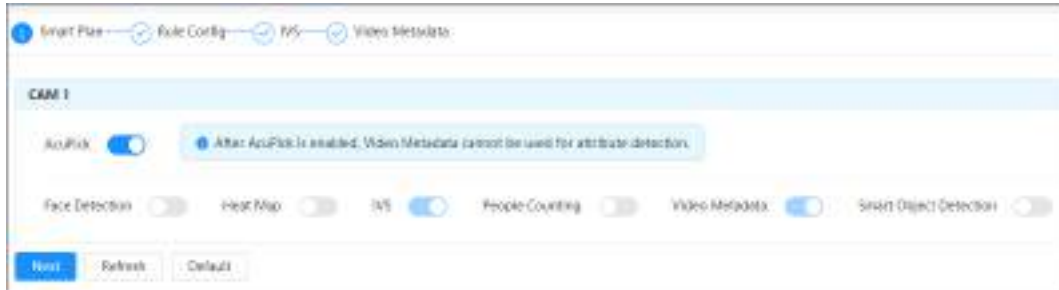 Smart Plan Rule Config IVS Video Metadata
CAM 1
AcuPick After AcuPick is enabled, Video Metadata cannot be used for attribute detection.
Face Detection Heat Map IVS People Counting Video Metadata Smart Object Detection
Next Refresh Default